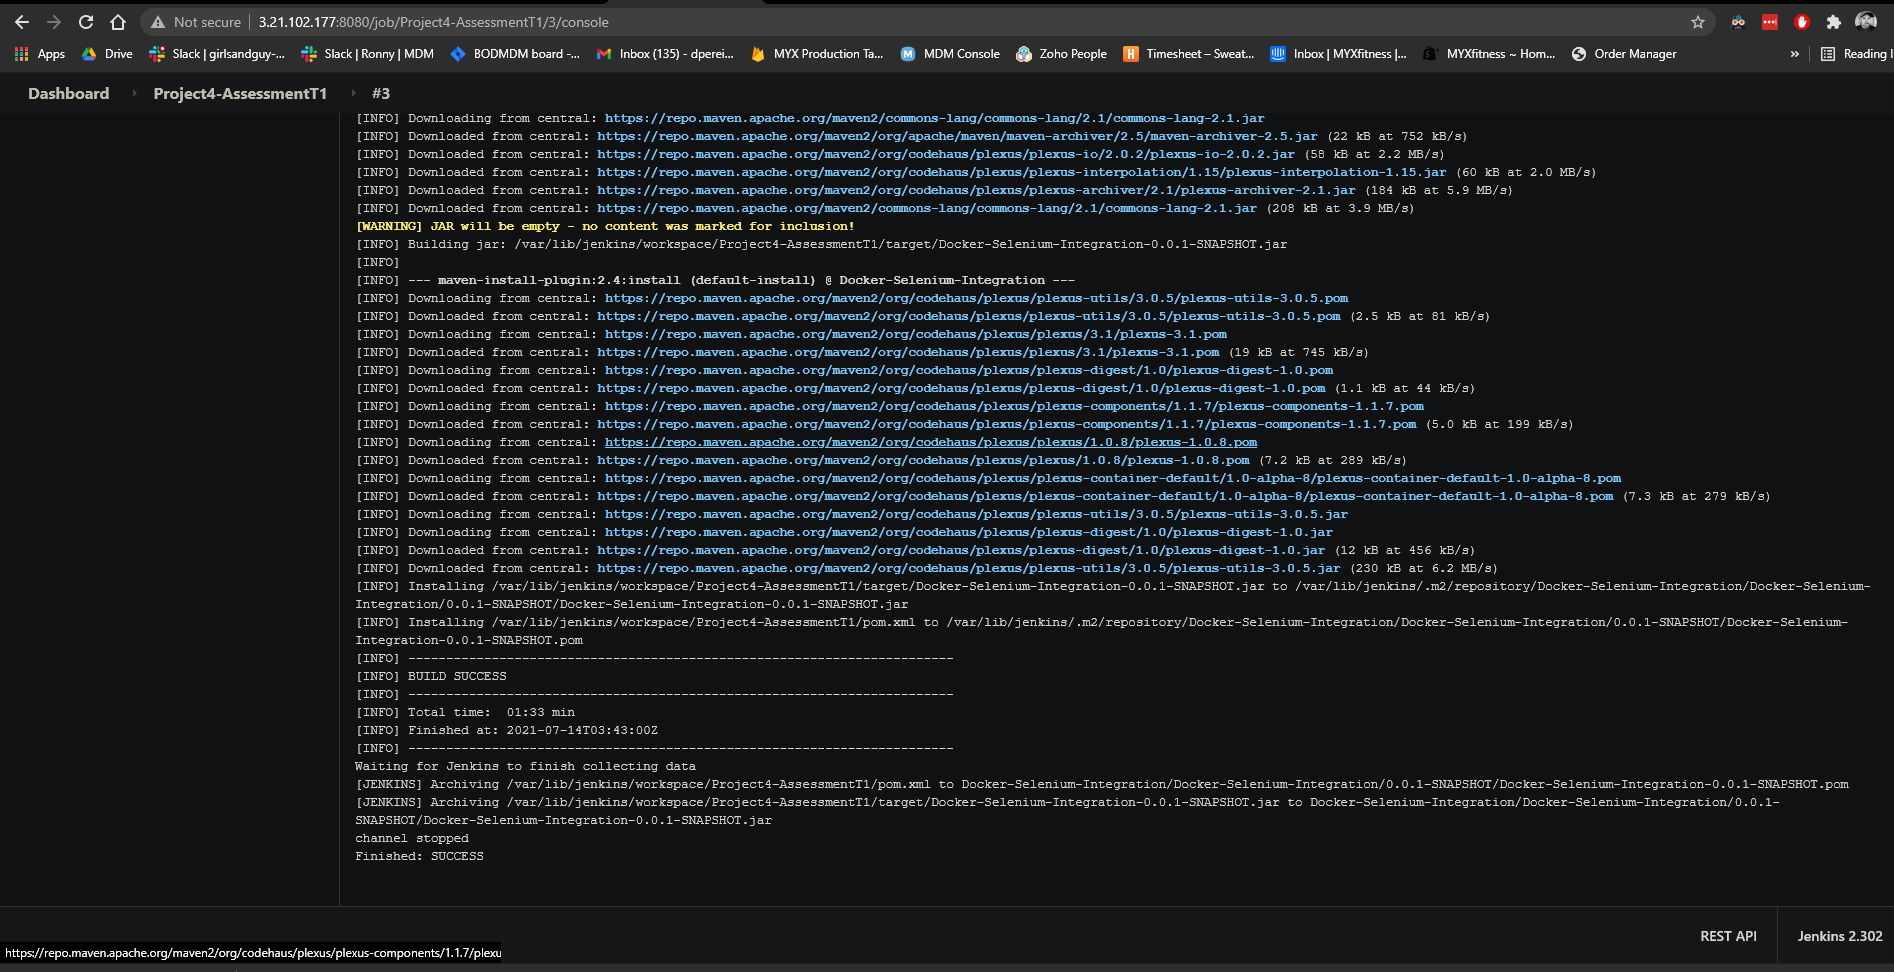 Not secure | 3.21.102.177:8080/job/Project4-AssessmentT1/3/console
Apps Drive Slack | girlsandguy-... Slack | Ronny | MDM BODMDM board -... Inbox (135) - dperei... MYX Production Ta... MDM Console Zoho People Timesheet – Sweat... Inbox | MYXfitness |... MYXfitness ~ Hom... Order Manager » Reading l
Dashboard Project4-AssessmentT1 #3
[INFO] Downloading from central: https://repo.maven.apache.org/maven2/commons-lang/commons-lang/2.1/commons-lang-2.1.jar
[INFO] Downloaded from central: https://repo.maven.apache.org/maven2/org/apache/maven/maven-archiver/2.5/maven-archiver-2.5.jar (22 kB at 752 kB/s)
[INFO] Downloaded from central: https://repo.maven.apache.org/maven2/org/codehaus/plexus/plexus-io/2.0.2/plexus-io-2.0.2.jar (58 kB at 2.2 MB/s)
[INFO] Downloaded from central: https://repo.maven.apache.org/maven2/org/codehaus/plexus/plexus-interpolation/1.15/plexus-interpolation-1.15.jar (60 kB at 2.0 MB/s)
[INFO] Downloaded from central: https://repo.maven.apache.org/maven2/org/codehaus/plexus/plexus-archiver/2.1/plexus-archiver-2.1.jar (184 kB at 5.9 MB/s)
[INFO] Downloaded from central: https://repo.maven.apache.org/maven2/commons-lang/commons-lang/2.1/commons-lang-2.1.jar (208 kB at 3.9 MB/s)
[WARNING] JAR will be empty - no content was marked for inclusion!
[INFO] Building jar: /var/lib/jenkins/workspace/Project4-AssessmentT1/target/Docker-Selenium-Integration-0.0.1-SNAPSHOT.jar
[INFO]
[INFO] --- maven-install-plugin:2.4:install (default-install) @ Docker-Selenium-Integration ---
[INFO] Downloading from central: https://repo.maven.apache.org/maven2/org/codehaus/plexus/plexus-utils/3.0.5/plexus-utils-3.0.5.pom
[INFO] Downloaded from central: https://repo.maven.apache.org/maven2/org/codehaus/plexus/plexus-utils/3.0.5/plexus-utils-3.0.5.pom (2.5 kB at 81 kB/s)
[INFO] Downloading from central: https://repo.maven.apache.org/maven2/org/codehaus/plexus/plexus/3.1/plexus-3.1.pom
[INFO] Downloaded from central: https://repo.maven.apache.org/maven2/org/codehaus/plexus/plexus/3.1/plexus-3.1.pom (19 kB at 745 kB/s)
[INFO] Downloading from central: https://repo.maven.apache.org/maven2/org/codehaus/plexus/plexus-digest/1.0/plexus-digest-1.0.pom
[INFO] Downloaded from central: https://repo.maven.apache.org/maven2/org/codehaus/plexus/plexus-digest/1.0/plexus-digest-1.0.pom (1.1 kB at 44 kB/s)
[INFO] Downloading from central: https://repo.maven.apache.org/maven2/org/codehaus/plexus/plexus-components/1.1.7/plexus-components-1.1.7.pom
[INFO] Downloaded from central: https://repo.maven.apache.org/maven2/org/codehaus/plexus/plexus-components/1.1.7/plexus-components-1.1.7.pom (5.0 kB at 199 kB/s)
[INFO] Downloading from central: https://repo.maven.apache.org/maven2/org/codehaus/plexus/plexus/1.0.8/plexus-1.0.8.pom
[INFO] Downloaded from central: https://repo.maven.apache.org/maven2/org/codehaus/plexus/plexus/1.0.8/plexus-1.0.8.pom (7.2 kB at 289 kB/s)
[INFO] Downloading from central: https://repo.maven.apache.org/maven2/org/codehaus/plexus/plexus-container-default/1.0-alpha-8/plexus-container-default-1.0-alpha-8.pom
[INFO] Downloaded from central: https://repo.maven.apache.org/maven2/org/codehaus/plexus/plexus-container-default/1.0-alpha-8/plexus-container-default-1.0-alpha-8.pom (7.3 kB at 279 kB/s)
[INFO] Downloading from central: https://repo.maven.apache.org/maven2/org/codehaus/plexus/plexus-utils/3.0.5/plexus-utils-3.0.5.jar
[INFO] Downloading from central: https://repo.maven.apache.org/maven2/org/codehaus/plexus/plexus-digest/1.0/plexus-digest-1.0.jar
[INFO] Downloaded from central: https://repo.maven.apache.org/maven2/org/codehaus/plexus/plexus-digest/1.0/plexus-digest-1.0.jar (12 kB at 456 kB/s)
[INFO] Downloaded from central: https://repo.maven.apache.org/maven2/org/codehaus/plexus/plexus-utils/3.0.5/plexus-utils-3.0.5.jar (230 kB at 6.2 MB/s)
[INFO] Installing /var/lib/jenkins/workspace/Project4-AssessmentT1/target/Docker-Selenium-Integration-0.0.1-SNAPSHOT.jar to /var/lib/jenkins/.m2/repository/Docker-Selenium-Integration/Docker-Selenium-
Integration/0.0.1-SNAPSHOT/Docker-Selenium-Integration-0.0.1-SNAPSHOT.jar
[INFO] Installing /var/lib/jenkins/workspace/Project4-AssessmentT1/pom.xml to /var/lib/jenkins/.m2/repository/Docker-Selenium-Integration/Docker-Selenium-Integration/0.0.1-SNAPSHOT/Docker-Selenium-
Integration-0.0.1-SNAPSHOT.pom
[INFO] ------------------------------------------------------------------------
[INFO] BUILD SUCCESS
[INFO] ------------------------------------------------------------------------
[INFO] Total time:  01:33 min
[INFO] Finished at: 2021-07-14T03:43:00Z
[INFO] ------------------------------------------------------------------------
Waiting for Jenkins to finish collecting data
[JENKINS] Archiving /var/lib/jenkins/workspace/Project4-AssessmentT1/pom.xml to Docker-Selenium-Integration/Docker-Selenium-Integration/0.0.1-SNAPSHOT/Docker-Selenium-Integration-0.0.1-SNAPSHOT.pom
[JENKINS] Archiving /var/lib/jenkins/workspace/Project4-AssessmentT1/target/Docker-Selenium-Integration-0.0.1-SNAPSHOT.jar to Docker-Selenium-Integration/Docker-Selenium-Integration/0.0.1-
SNAPSHOT/Docker-Selenium-Integration-0.0.1-SNAPSHOT.jar
channel stopped
Finished: SUCCESS
REST API Jenkins 2.302
https://repo.maven.apache.org/maven2/org/codehaus/plexus/plexus-components/1.1.7/plexu